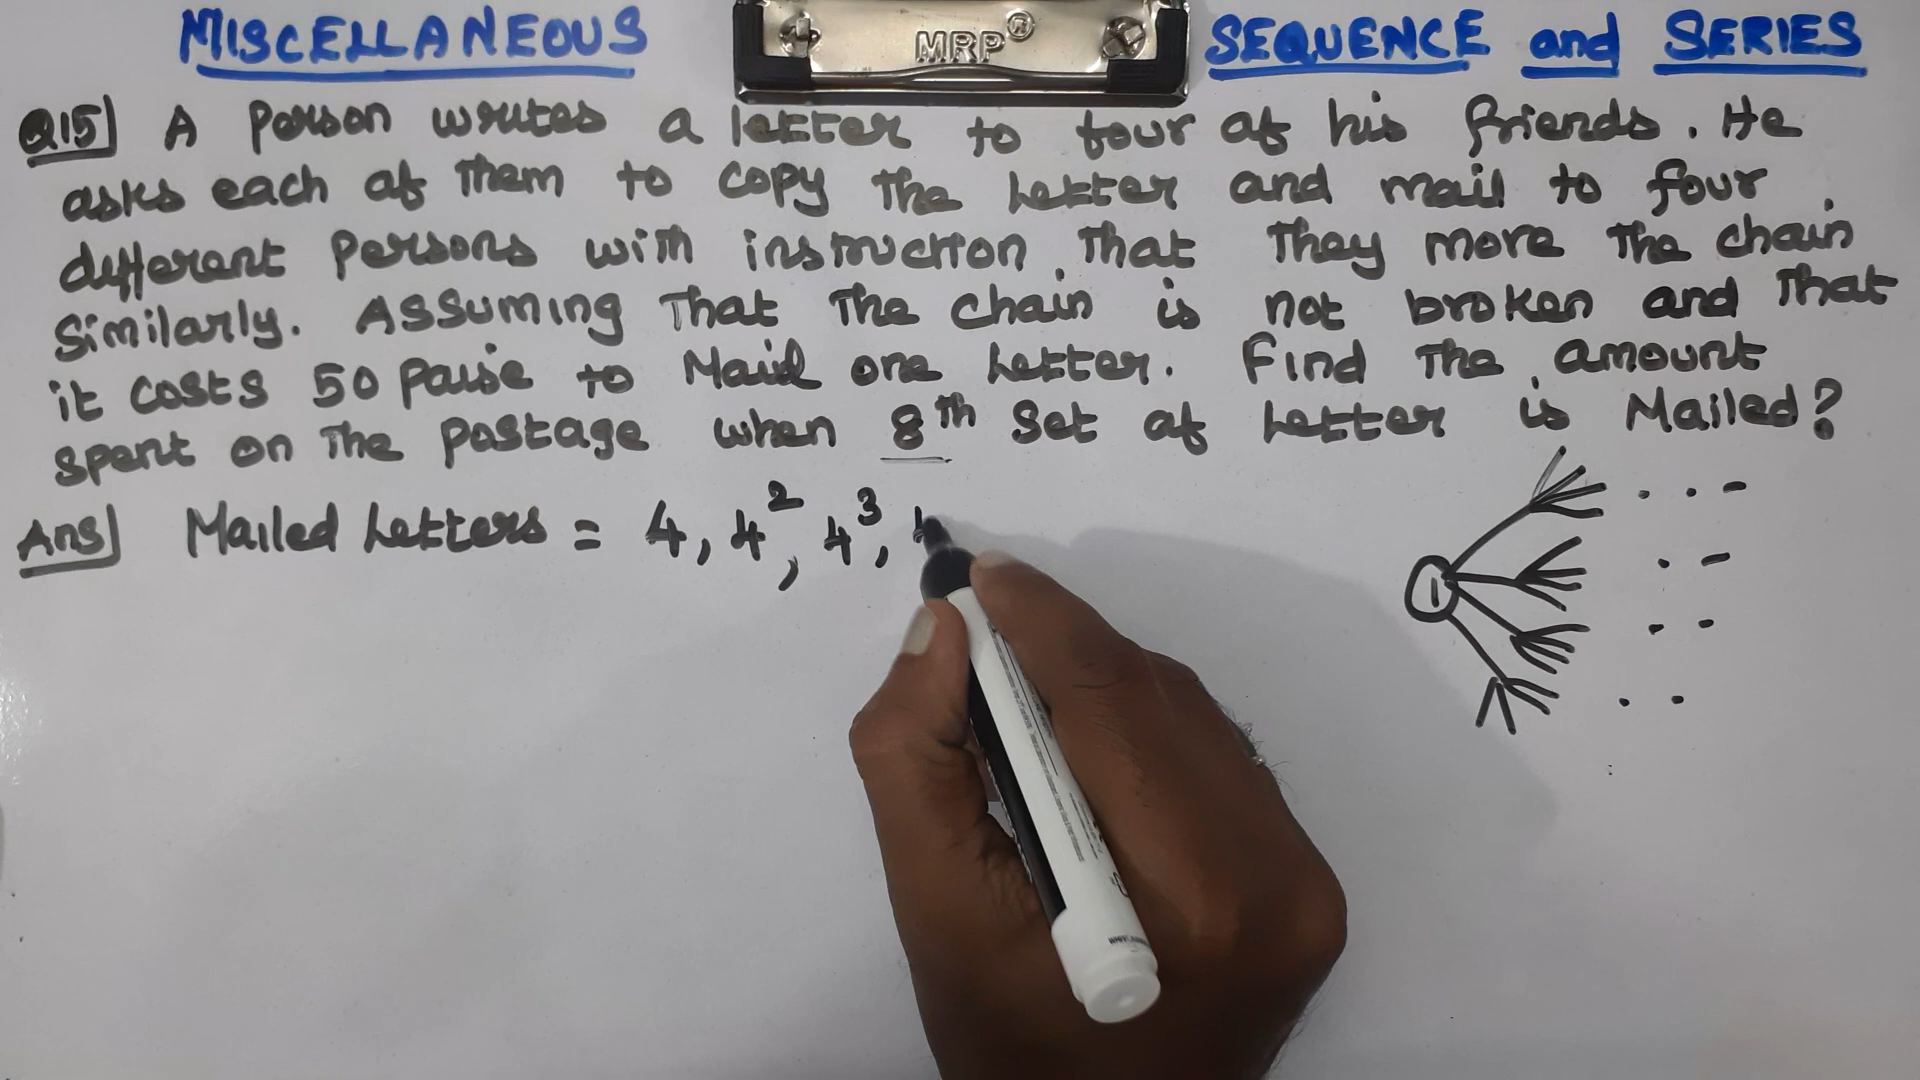 MISCELLANEOUS
MRP®
SEQUENCE and SERIES
Q15] A Person writes a letter to four of his friends. He
asks each of them to copy the letter and mail to four
different Persons with instruction that they move the chain
Similarly. Assuming that the chain is not broken and that
it costs 50 paise to Mail one letter. Find the amount
spent on the postage when 8th Set of letter is Mailed?
Ans] Mailed letters = 4, 4², 4³,
1